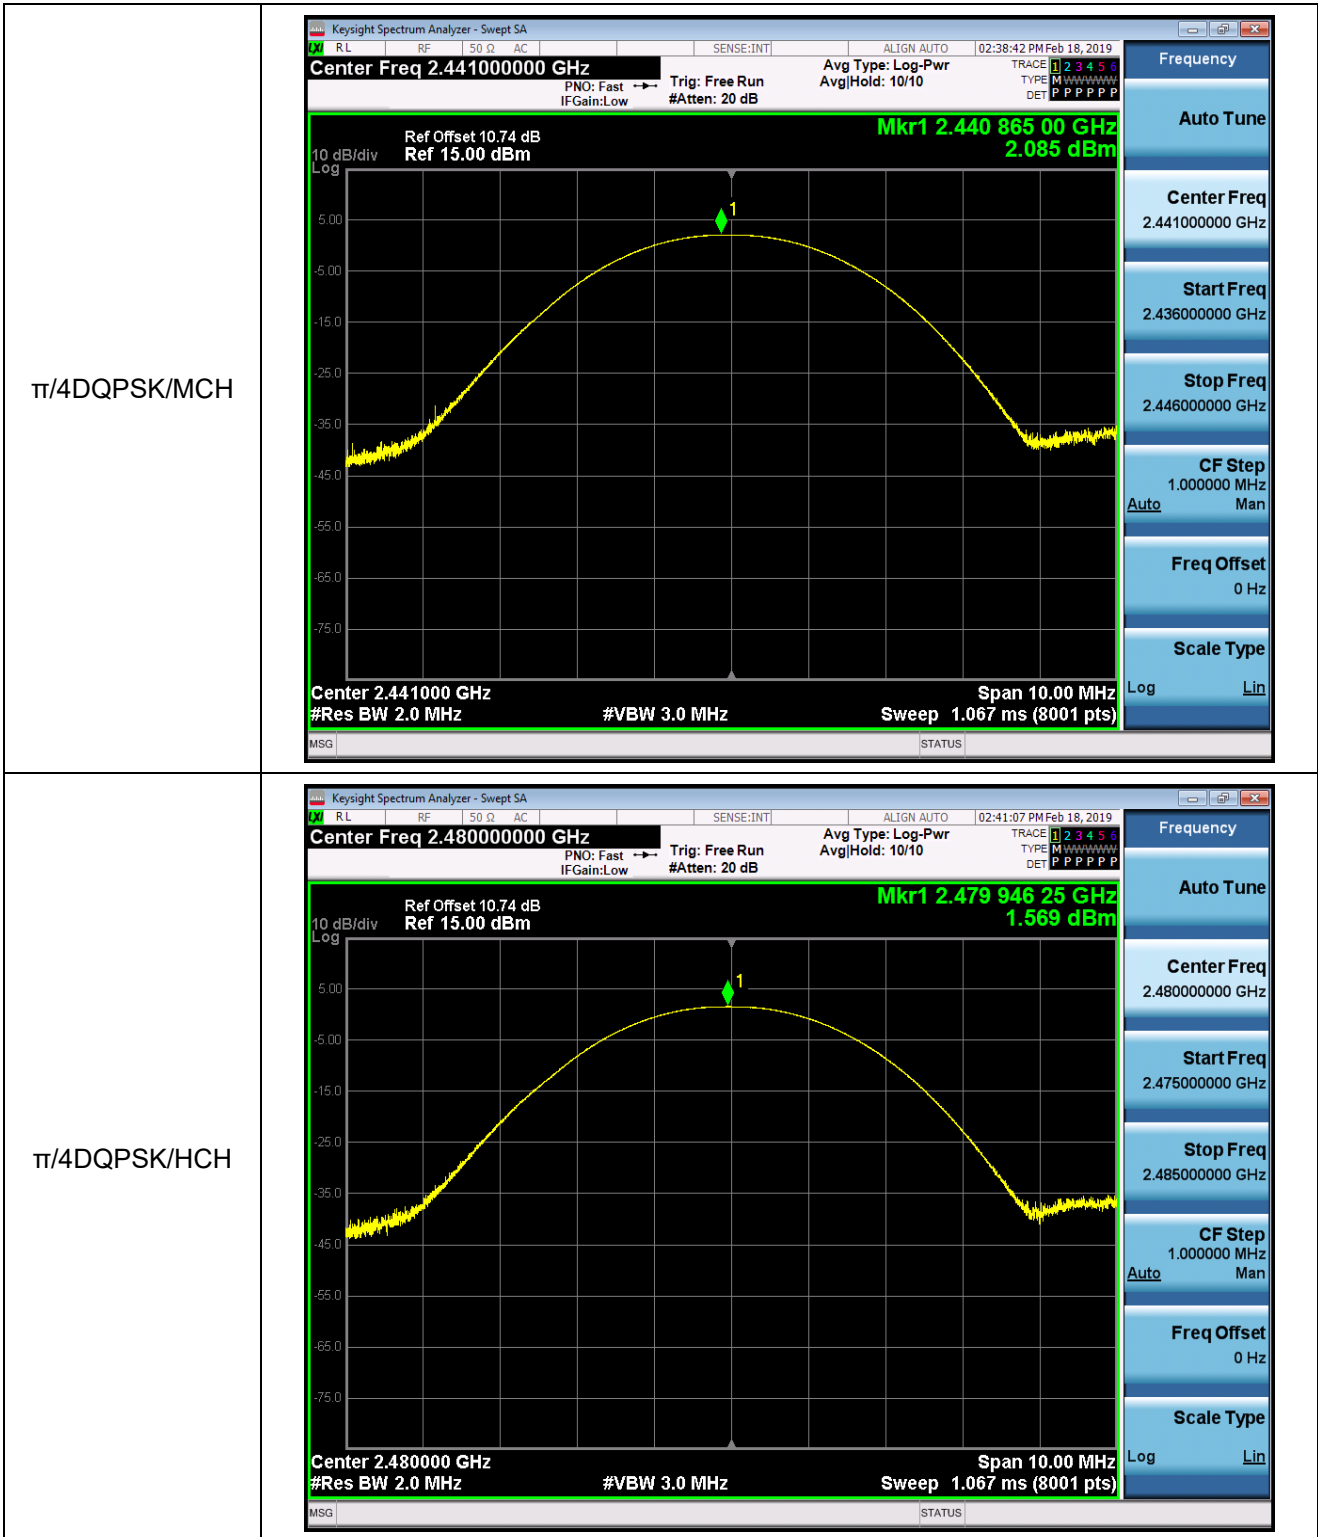 π/4DQPSK/MCH
Keysight Spectrum Analyzer - Swept SA
LXI RL RF 50 Ω AC SENSE:INT ALIGN AUTO 02:38:42 PM Feb 18, 2019
Center Freq 2.441000000 GHz
PNO: Fast
IFGain:Low
Trig: Free Run
#Atten: 20 dB
Avg Type: Log-Pwr
Avg|Hold: 10/10
TRACE 1 2 3 4 5 6
TYPE M WWWWW
DET P P P P P P
Mkr1 2.440 865 00 GHz
2.085 dBm
Ref Offset 10.74 dB
10 dB/div Ref 15.00 dBm
Log
1
5.00
-5.00
-15.0
-25.0
-35.0
-45.0
-55.0
-65.0
-75.0
Center 2.441000 GHz Span 10.00 MHz
#Res BW 2.0 MHz #VBW 3.0 MHz Sweep 1.067 ms (8001 pts)
MSG STATUS
Frequency
Auto Tune
Center Freq
2.441000000 GHz
Start Freq
2.436000000 GHz
Stop Freq
2.446000000 GHz
CF Step
1.000000 MHz
Auto Man
Freq Offset
0 Hz
Scale Type
Log Lin
π/4DQPSK/HCH
Keysight Spectrum Analyzer - Swept SA
LXI RL RF 50 Ω AC SENSE:INT ALIGN AUTO 02:41:07 PM Feb 18, 2019
Center Freq 2.480000000 GHz
PNO: Fast
IFGain:Low
Trig: Free Run
#Atten: 20 dB
Avg Type: Log-Pwr
Avg|Hold: 10/10
TRACE 1 2 3 4 5 6
TYPE M WWWWW
DET P P P P P P
Mkr1 2.479 946 25 GHz
1.569 dBm
Ref Offset 10.74 dB
10 dB/div Ref 15.00 dBm
Log
1
5.00
-5.00
-15.0
-25.0
-35.0
-45.0
-55.0
-65.0
-75.0
Center 2.480000 GHz Span 10.00 MHz
#Res BW 2.0 MHz #VBW 3.0 MHz Sweep 1.067 ms (8001 pts)
MSG STATUS
Frequency
Auto Tune
Center Freq
2.480000000 GHz
Start Freq
2.475000000 GHz
Stop Freq
2.485000000 GHz
CF Step
1.000000 MHz
Auto Man
Freq Offset
0 Hz
Scale Type
Log Lin